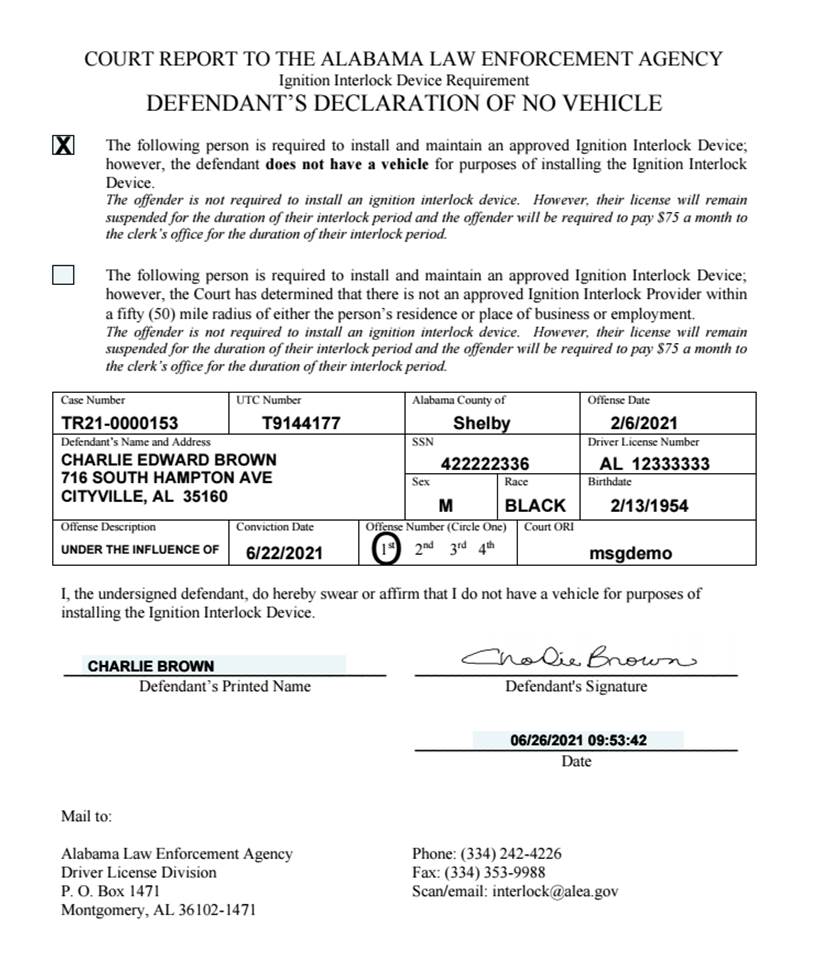 COURT REPORT TO THE ALABAMA LAW ENFORCEMENT AGENCY
Ignition Interlock Device Requirement
DEFENDANT'S DECLARATION OF NO VEHICLE
X
The following person is required to install and maintain an approved Ignition Interlock Device;
however, the defendant does not have a vehicle for purposes of installing the Ignition Interlock
Device.
The offender is not required to install an ignition interlock device. However, their license will remain
suspended for the duration of their interlock period and the offender will be required to pay $75 a month to
the clerk's office for the duration of their interlock period.
The following person is required to install and maintain an approved Ignition Interlock Device;
however, the Court has determined that there is not an approved Ignition Interlock Provider within
a fifty (50) mile radius of either the person's residence or place of business or employment.
The offender is not required to install an ignition interlock device. However, their license will remain
suspended for the duration of their interlock period and the offender will be required to pay $75 a month to
the clerk's office for the duration of their interlock period.
Case Number UTC Number Alabama County of Offense Date
TR21-0000153 T9144177 Shelby 2/6/2021
Defendant's Name and Address SSN Driver License Number
CHARLIE EDWARD BROWN 422222336 AL 12333333
716 SOUTH HAMPTON AVE Sex Race Birthdate
CITYVILLE, AL 35160 M BLACK 2/13/1954
Offense Description Conviction Date Offense Number (Circle One) Court ORI
UNDER THE INFLUENCE OF 6/22/2021 1st 2nd 3rd 4th msgdemo
I, the undersigned defendant, do hereby swear or affirm that I do not have a vehicle for purposes of
installing the Ignition Interlock Device.
CHARLIE BROWN Charlie Brown
Defendant's Printed Name Defendant's Signature
06/26/2021 09:53:42
Date
Mail to:
Alabama Law Enforcement Agency Phone: (334) 242-4226
Driver License Division Fax: (334) 353-9988
P. O. Box 1471 Scan/email: interlock@alea.gov
Montgomery, AL 36102-1471